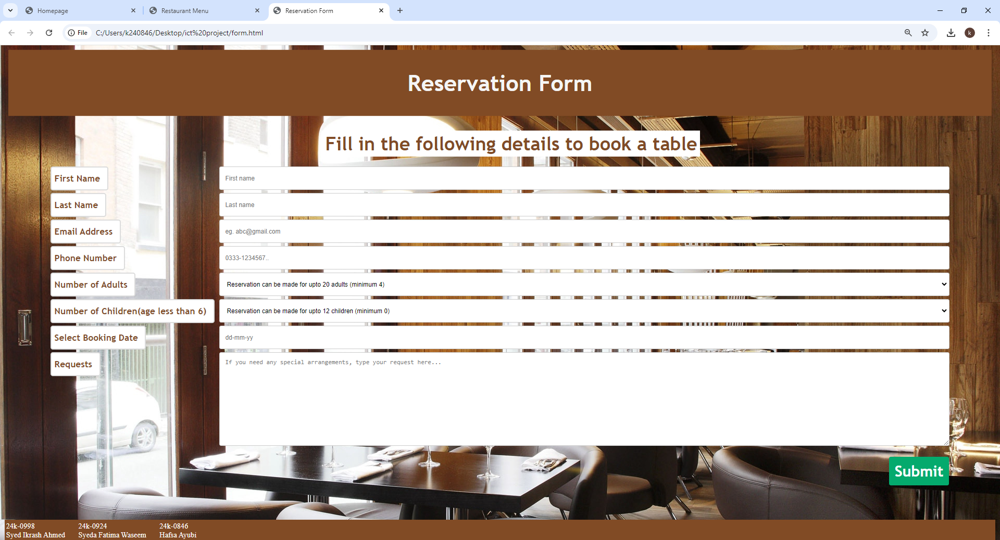 Homepage
Restaurant Menu
Reservation Form
File
C:/Users/k240846/Desktop/ict%20project/form.html
k
Reservation Form
Fill in the following details to book a table
First Name
First name
Last Name
Last name
Email Address
eg. abc@gmail.com
Phone Number
0333-1234567..
Number of Adults
Reservation can be made for upto 20 adults (minimum 4)
Number of Children(age less than 6)
Reservation can be made for upto 12 children (minimum 0)
Select Booking Date
dd-mm-yy
Requests
If you need any special arrangements, type your request here...
Submit
24k-0998
Syed Ikrash Ahmed
24k-0924
Syeda Fatima Waseem
24k-0846
Hafsa Ayubi